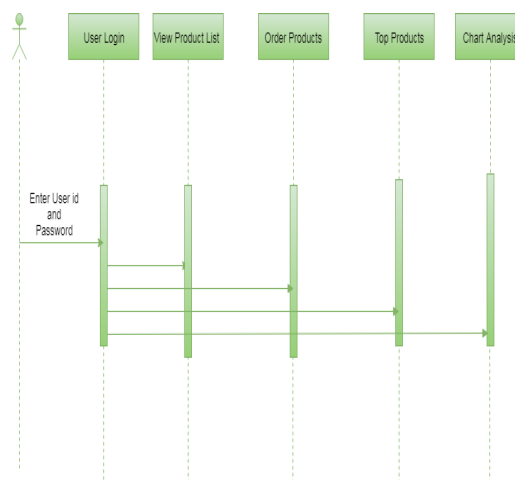 User Login
View Product List
Order Products
Top Products
Chart Analysis
Enter User id
and
Password